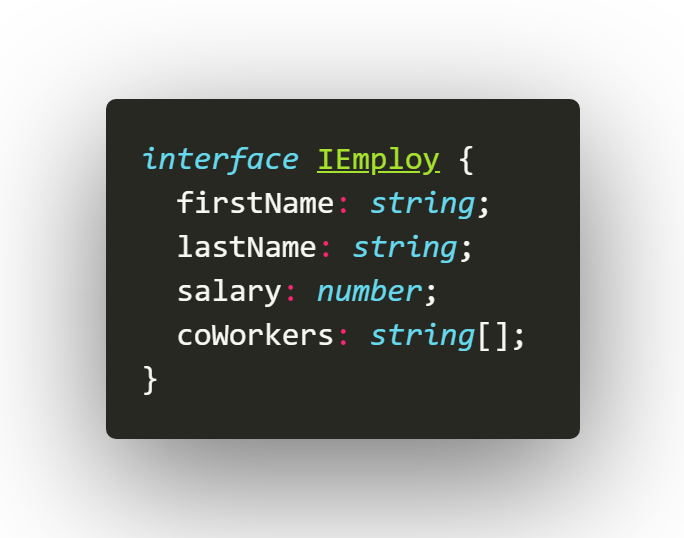 interface IEmploy {
  firstName: string;
  lastName: string;
  salary: number;
  coWorkers: string[];
}